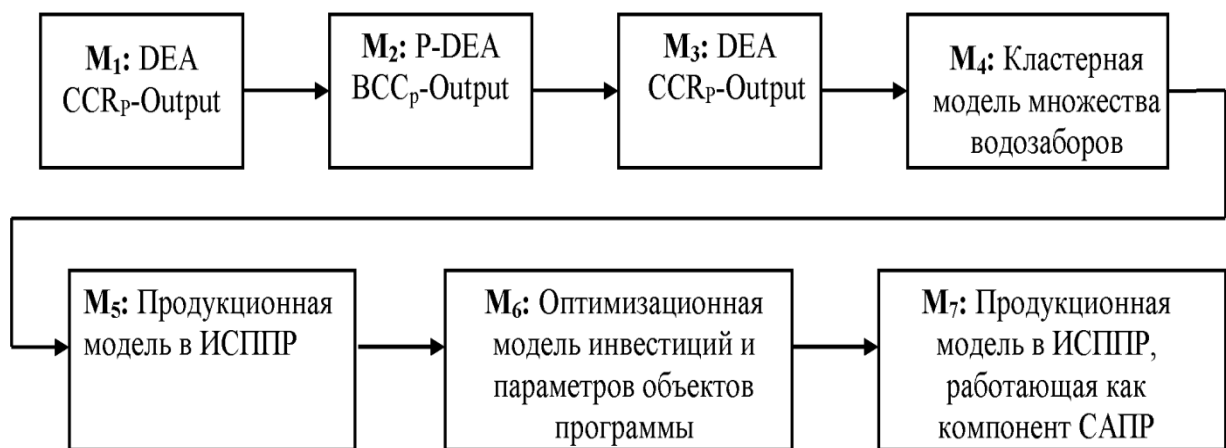 M₁: DEA
CCRₚ-Output
M₂: P-DEA
BCCₚ-Output
M₃: DEA
CCRₚ-Output
M₄: Кластерная
модель множества
водозаборов
M₅: Продукционная
модель в ИСППР
M₆: Оптимизационная
модель инвестиций и
параметров объектов
программы
M₇: Продукционная
модель в ИСППР,
работающая как
компонент САПР